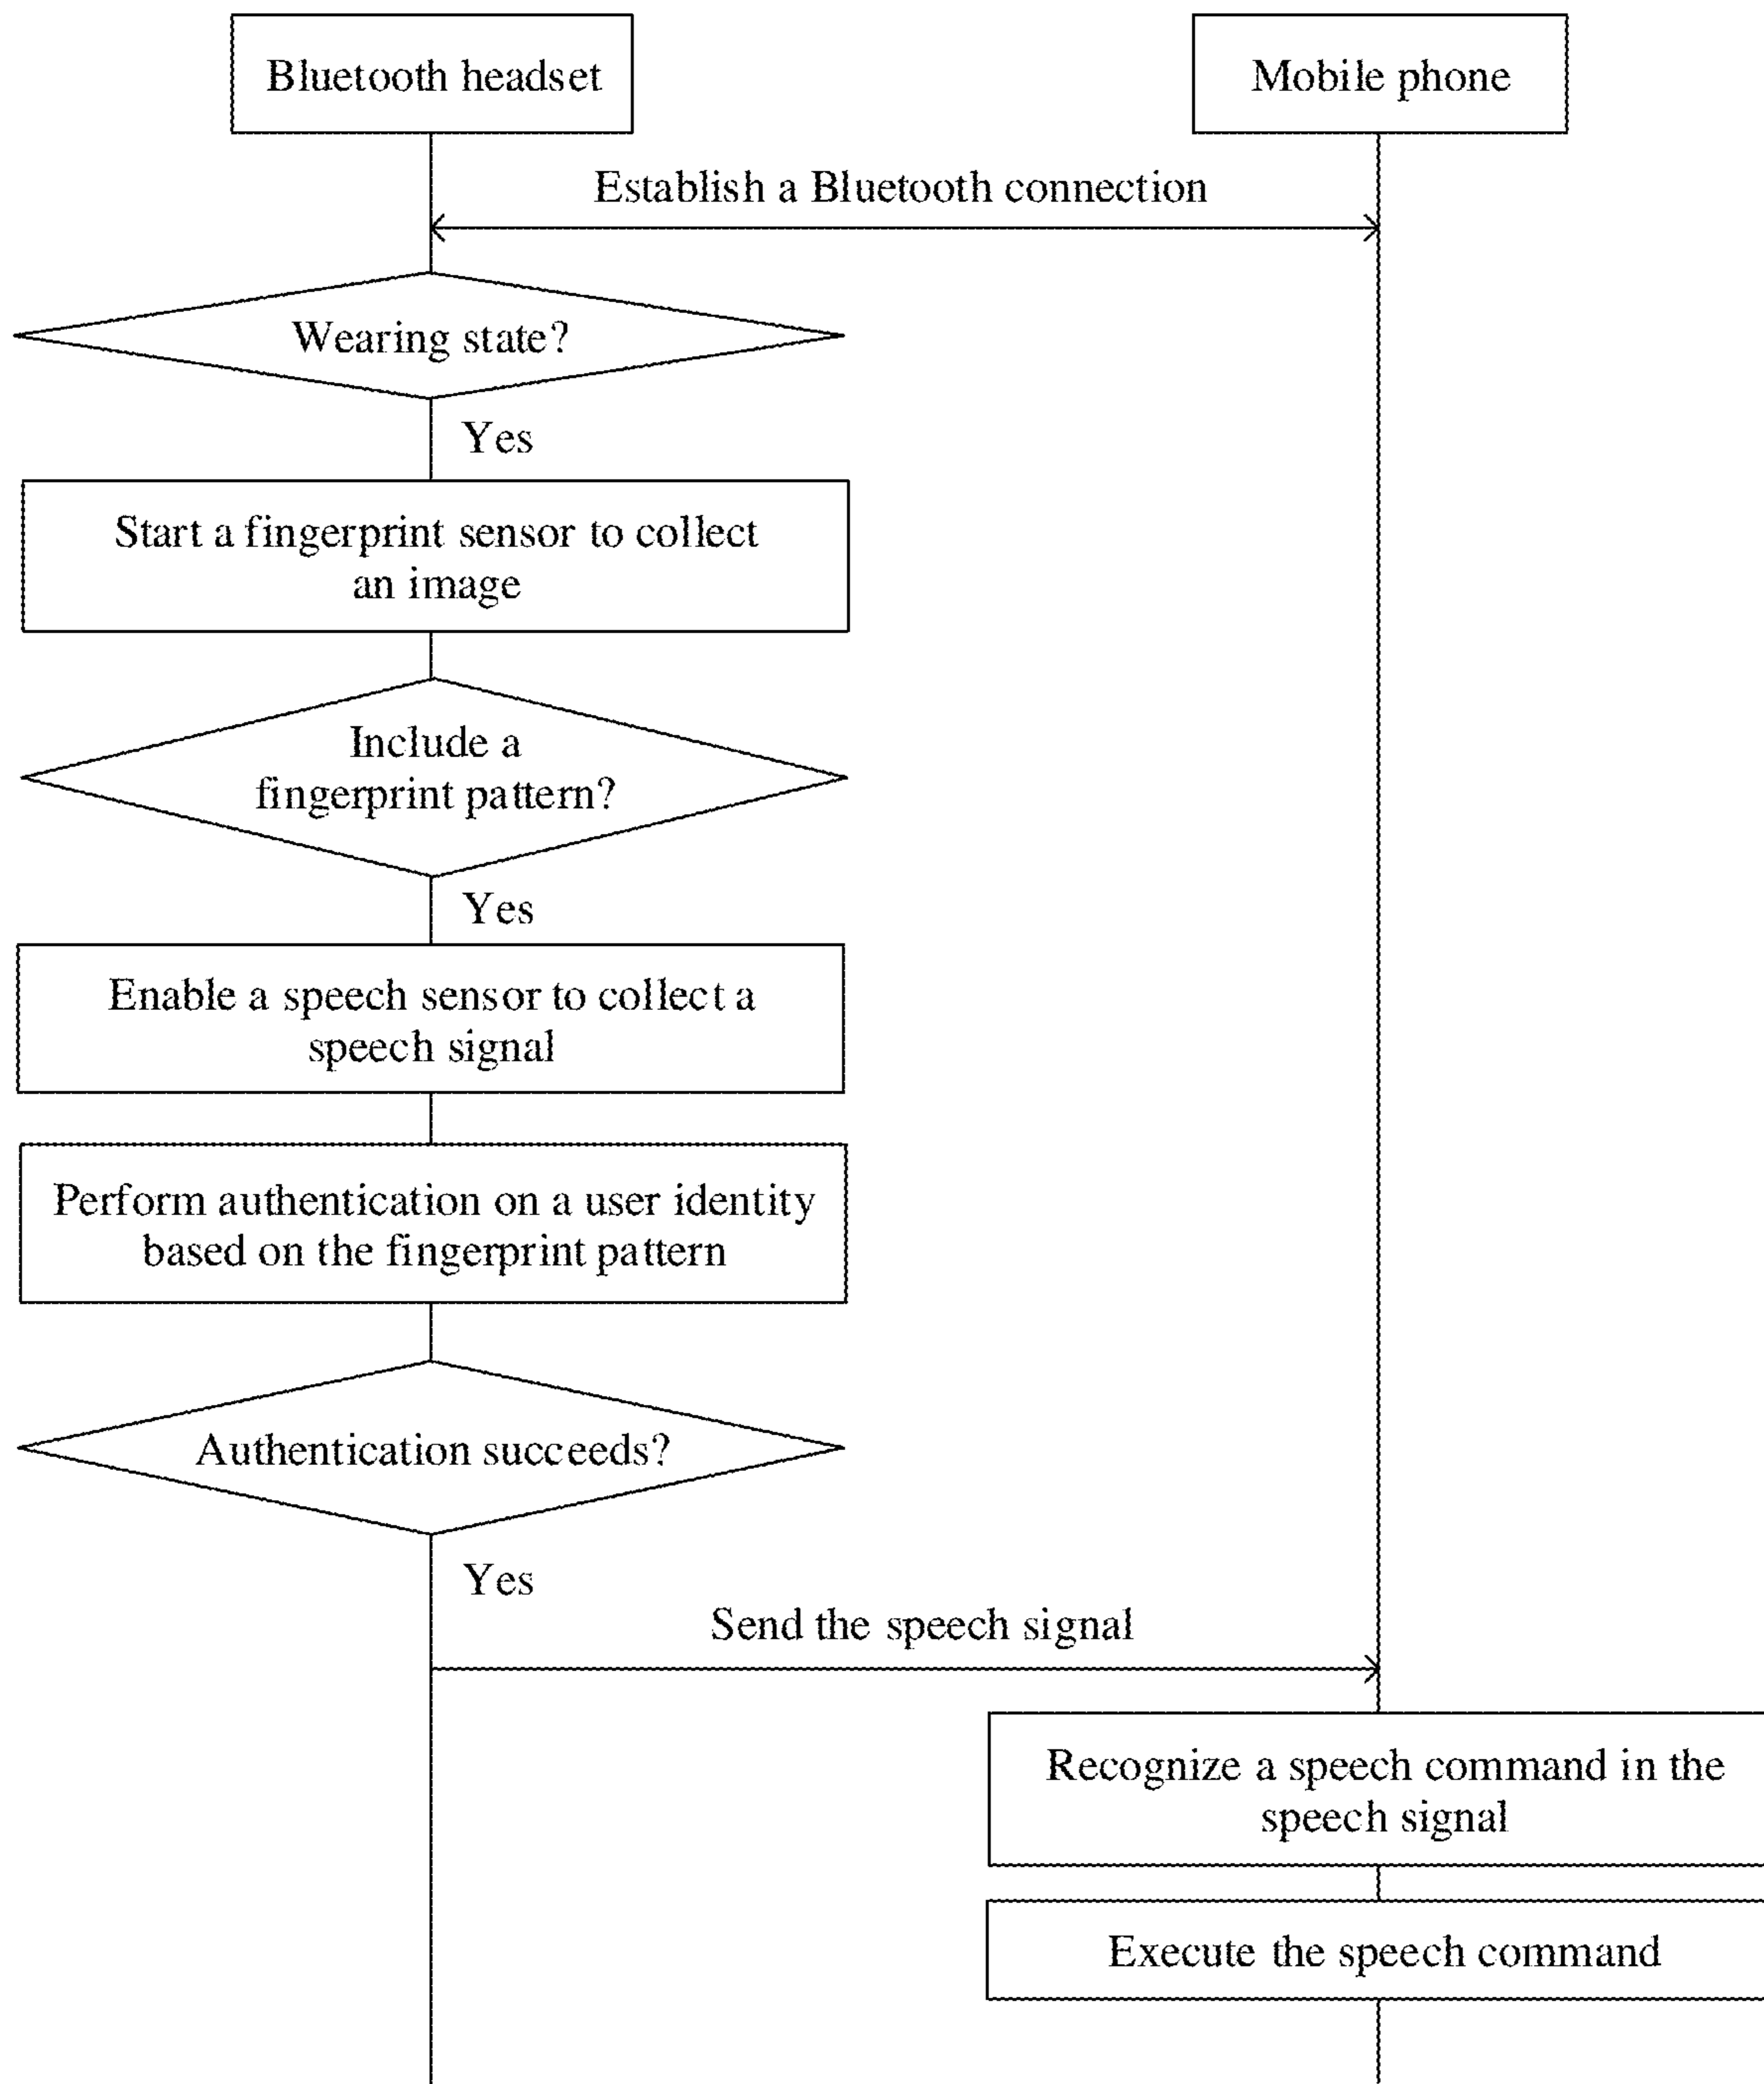 Bluetooth headset
Mobile phone
Establish a Bluetooth connection
Wearing state?
Yes
Start a fingerprint sensor to collect
an image
Include a
fingerprint pattern?
Yes
Enable a speech sensor to collect a
speech signal
Perform authentication on a user identity
based on the fingerprint pattern
Authentication succeeds?
Yes
Send the speech signal
Recognize a speech command in the
speech signal
Execute the speech command